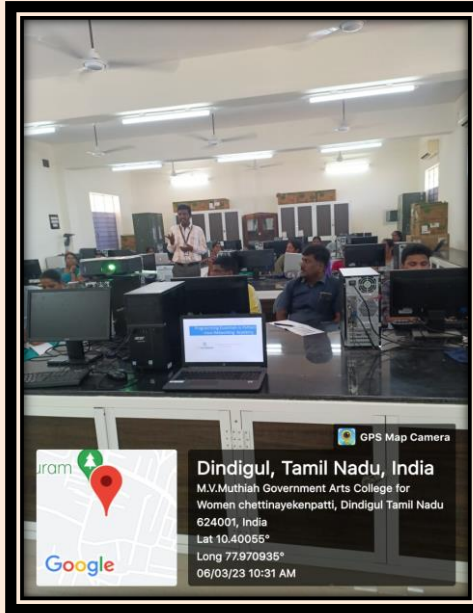 GPS Map Camera
uram
Dindigul, Tamil Nadu, India
M.V.Muthiah Government Arts College for
Women chettinayekenpatti, Dindigul Tamil Nadu
624001, India
Lat 10.40055°
Long 77.970935°
06/03/23 10:31 AM
Google